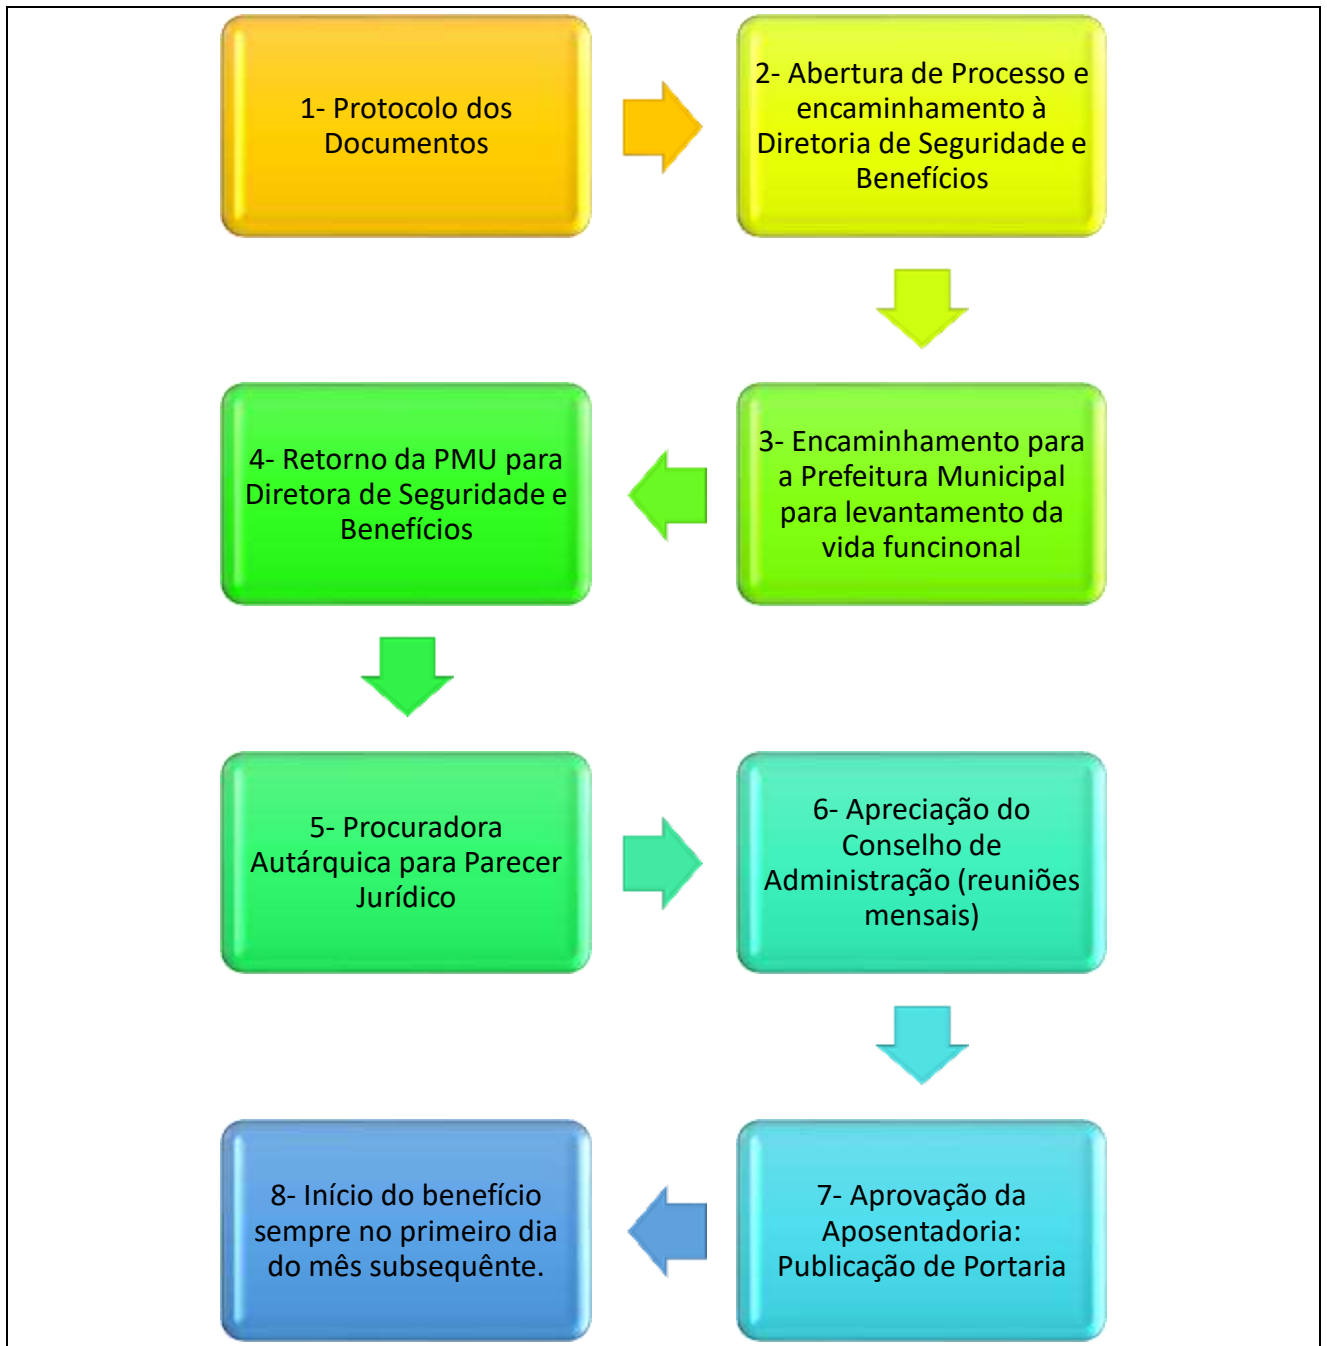 1- Protocolo dos
Documentos
2- Abertura de Processo e
encaminhamento à
Diretoria de Seguridade e
Benefícios
3- Encaminhamento para
a Prefeitura Municipal
para levantamento da
vida funcinonal
4- Retorno da PMU para
Diretora de Seguridade e
Benefícios
5- Procuradora
Autárquica para Parecer
Jurídico
6- Apreciação do
Conselho de
Administração (reuniões
mensais)
7- Aprovação da
Aposentadoria:
Publicação de Portaria
8- Início do benefício
sempre no primeiro dia
do mês subsequênte.